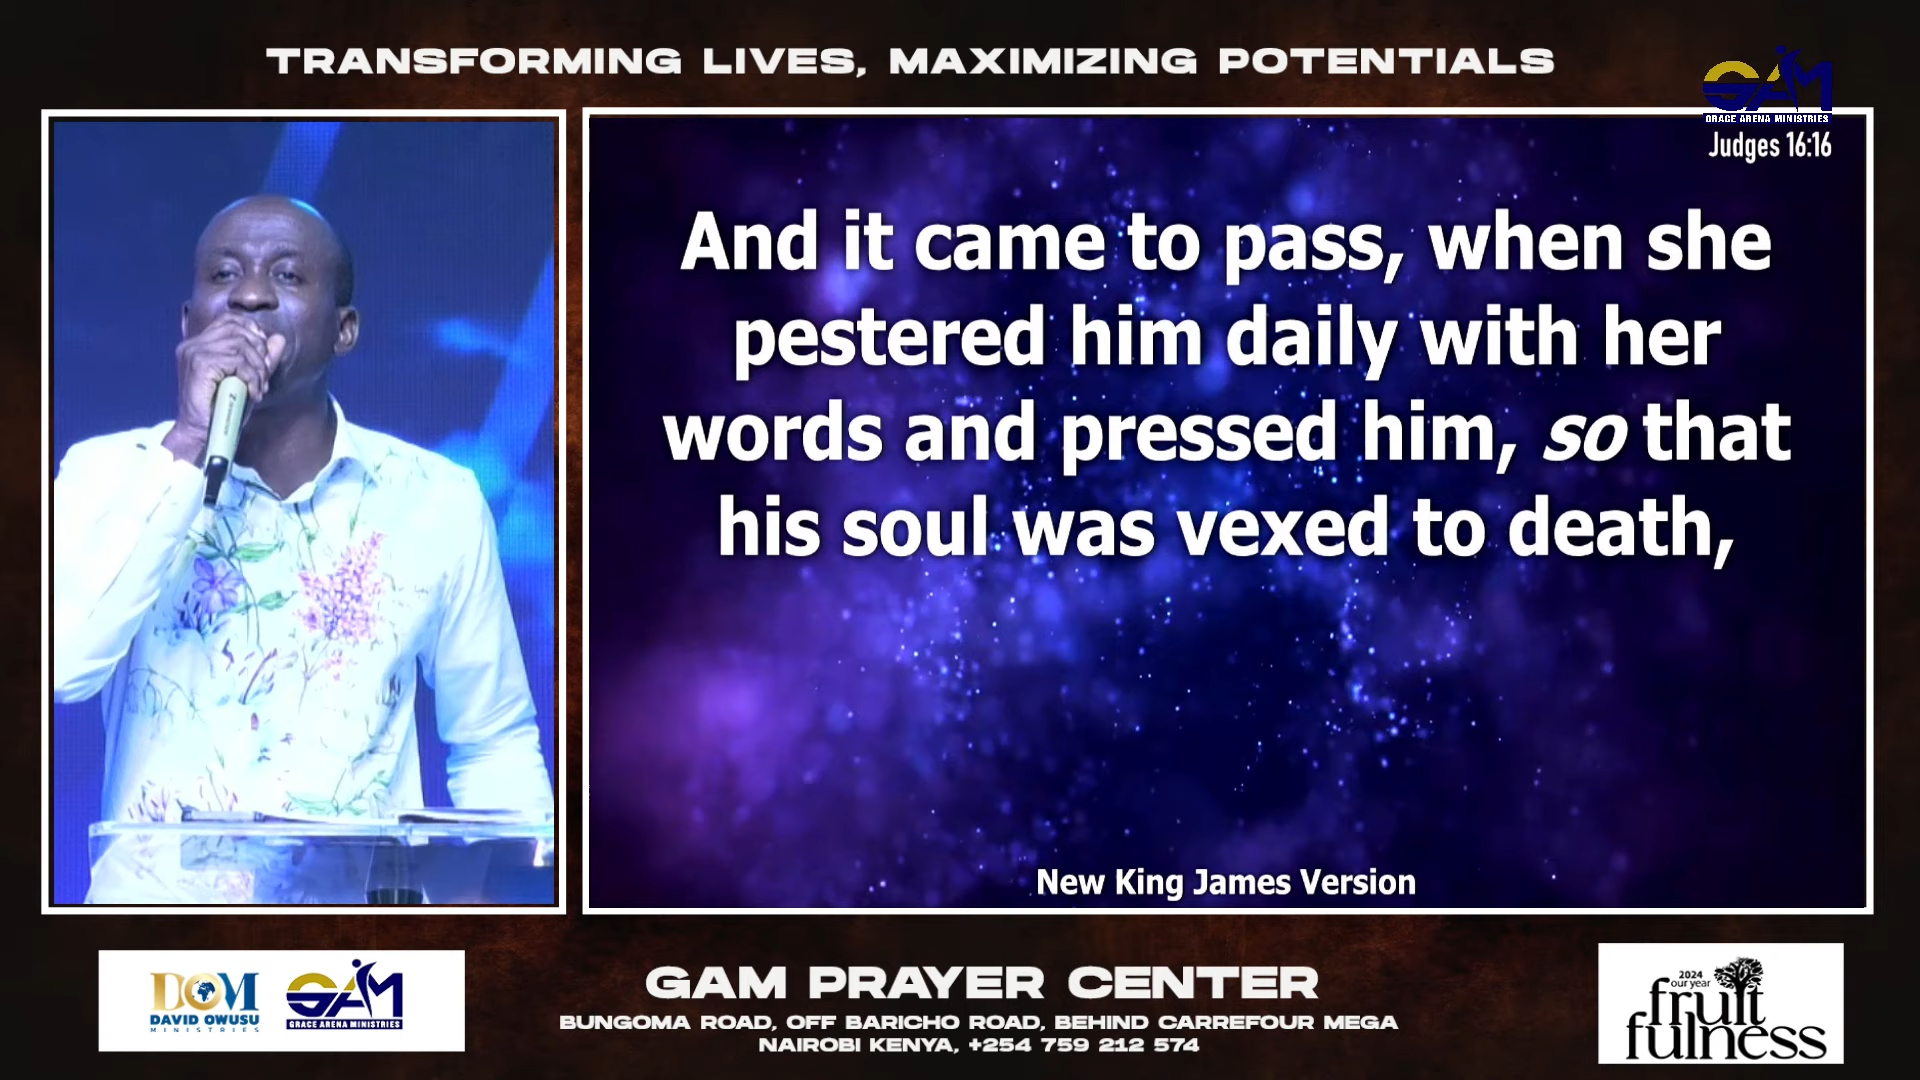 TRANSFORMING LIVES, MAXIMIZING POTENTIALS
GAM
GRACE ARENA MINISTRIES
Judges 16:16
And it came to pass, when she
pestered him daily with her
words and pressed him, so that
his soul was vexed to death,
New King James Version
DOM
DAVID OWUSU
MINISTRIES
GAM
GRACE ARENA MINISTRIES
GAM PRAYER CENTER
BUNGOMA ROAD, OFF BARICHO ROAD, BEHIND CARREFOUR MEGA
NAIROBI KENYA, +254 759 212 574
2024
our year
fruit
fulness